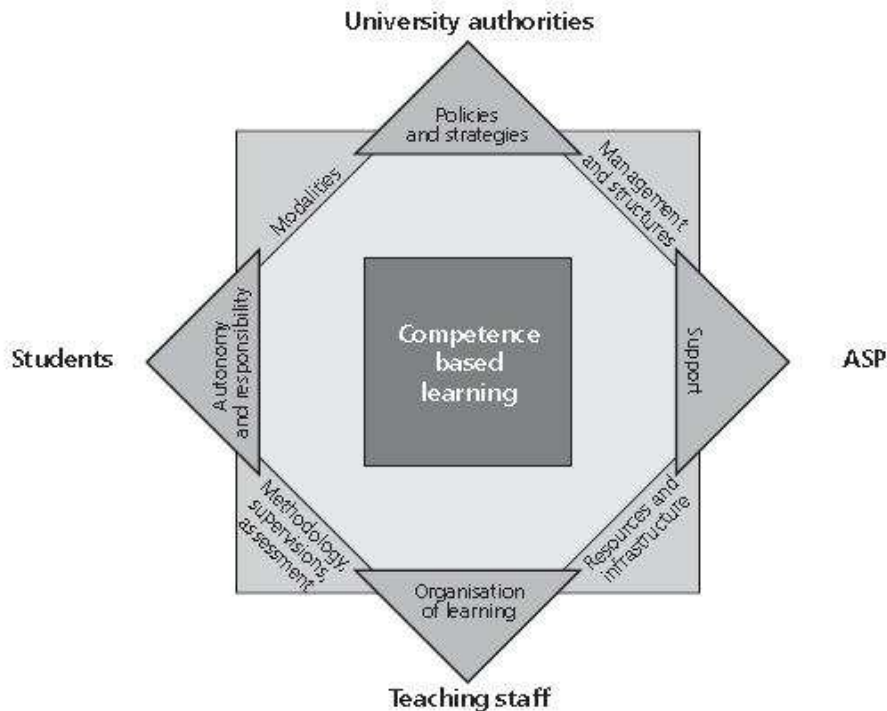 University authorities
Policies
and strategies
Modalities
Management
and structures
Students
Autonomy
and responsibility
Competence
based
learning
Support
ASP
Methodology,
supervisions,
assessment
Resources and
infrastructure
Organisation
of learning
Teaching staff